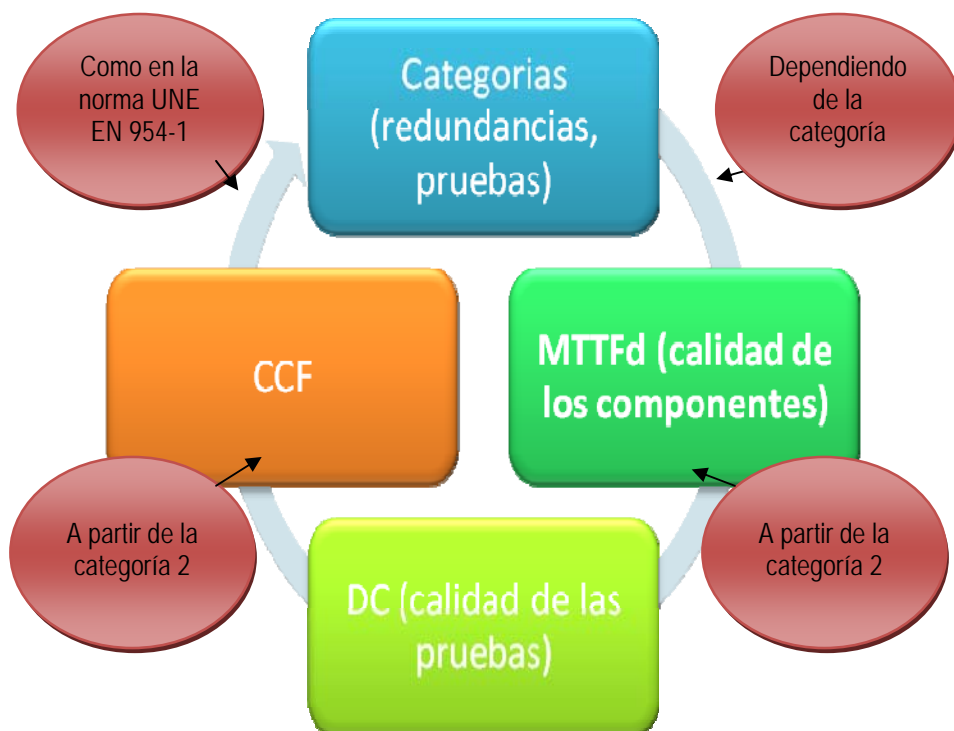 Como en la
norma UNE
EN 954-1
Categorias
(redundancias,
pruebas)
Dependiendo
de la
categoría
CCF
MTTFd (calidad de
los componentes)
A partir de la
categoría 2
DC (calidad de las
pruebas)
A partir de la
categoría 2